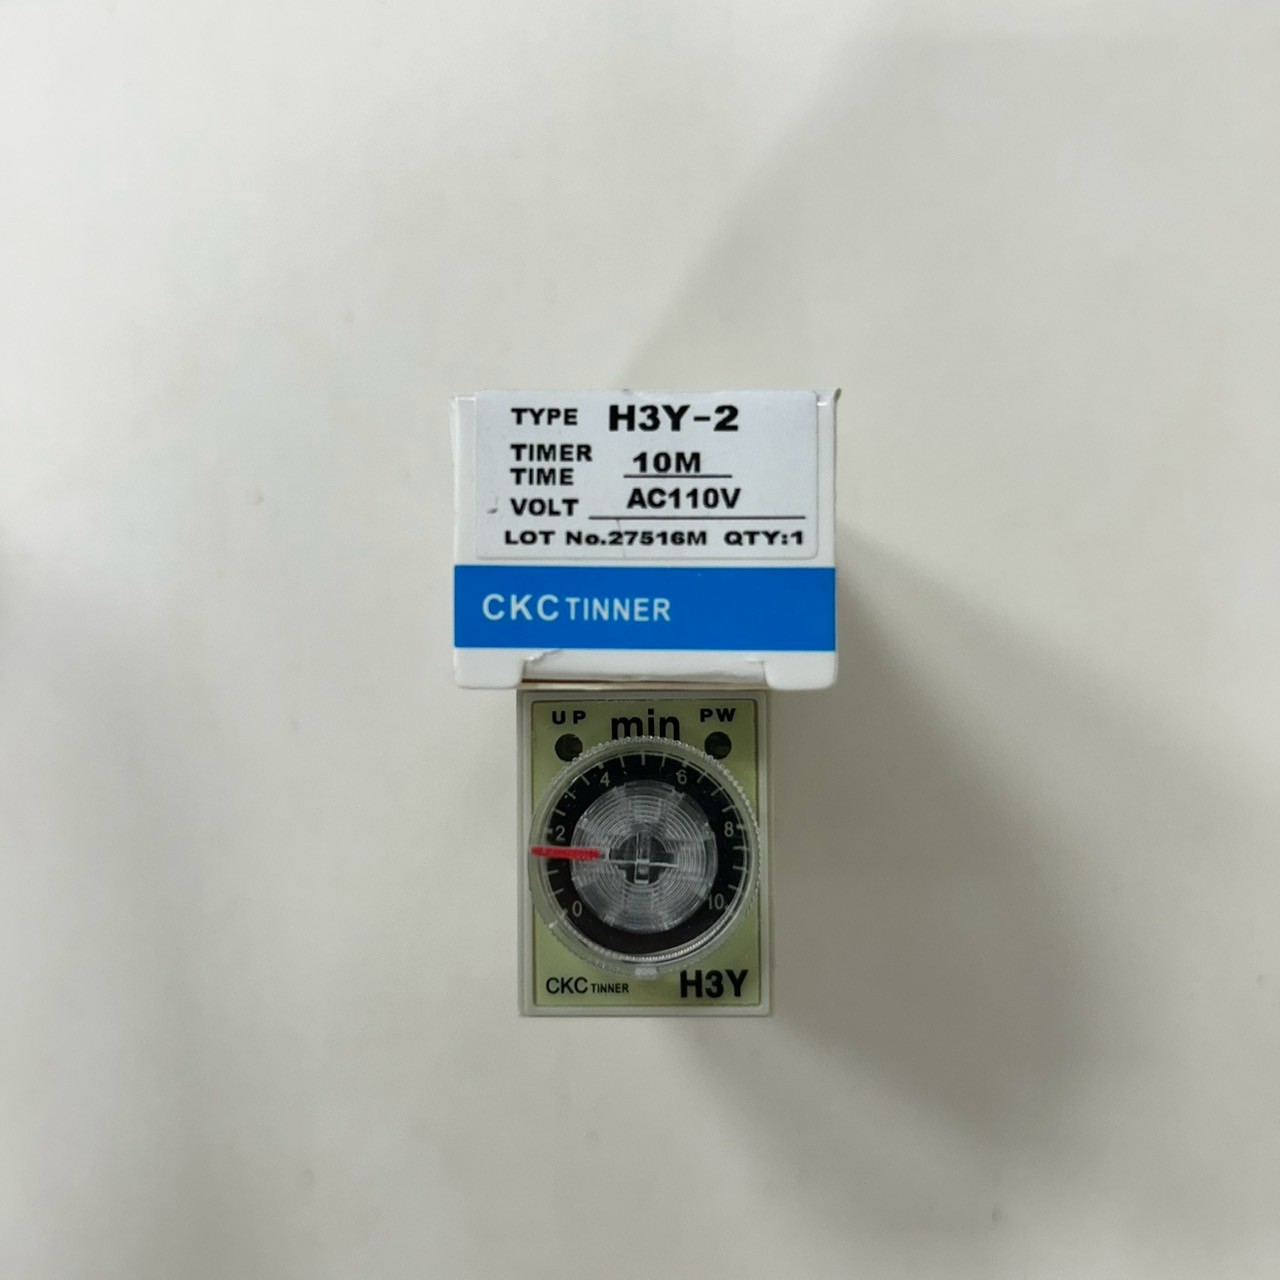 TYPE H3Y-2
TIMER TIME 10M
VOLT AC110V
LOT No.27516M QTY:1
CKC TINNER
UP min PW
4 6
2 8
0 10
CKC TINNER H3Y